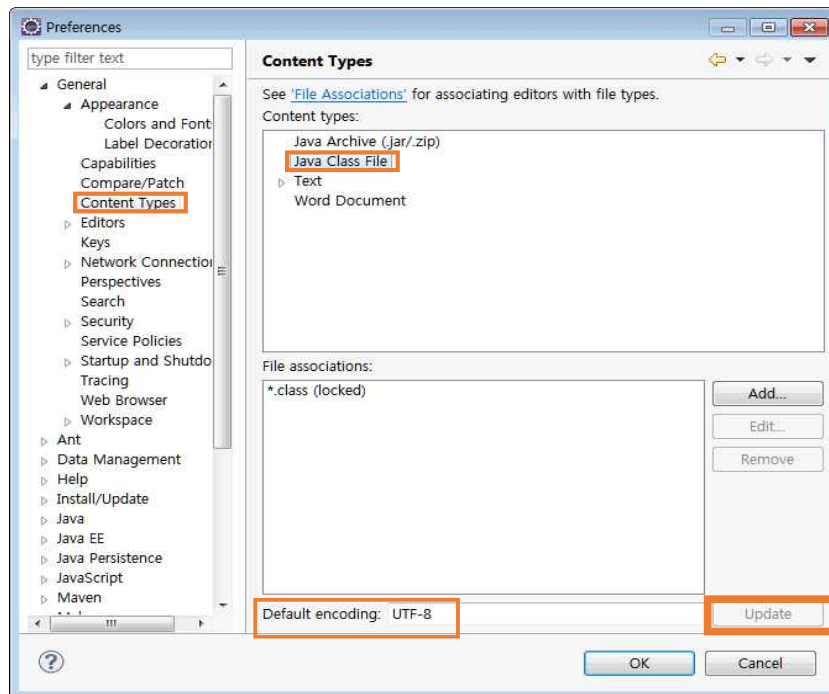 Preferences
type filter text
General
Appearance
Colors and Font
Label Decoration
Capabilities
Compare/Patch
Content Types
Editors
Keys
Network Connection
Perspectives
Search
Security
Service Policies
Startup and Shutdo
Tracing
Web Browser
Workspace
Ant
Data Management
Help
Install/Update
Java
Java EE
Java Persistence
JavaScript
Maven
Content Types
See 'File Associations' for associating editors with file types.
Content types:
Java Archive (.jar/.zip)
Java Class File
Text
Word Document
File associations:
*.class (locked)
Add...
Edit...
Remove
Default encoding: UTF-8
Update
OK
Cancel